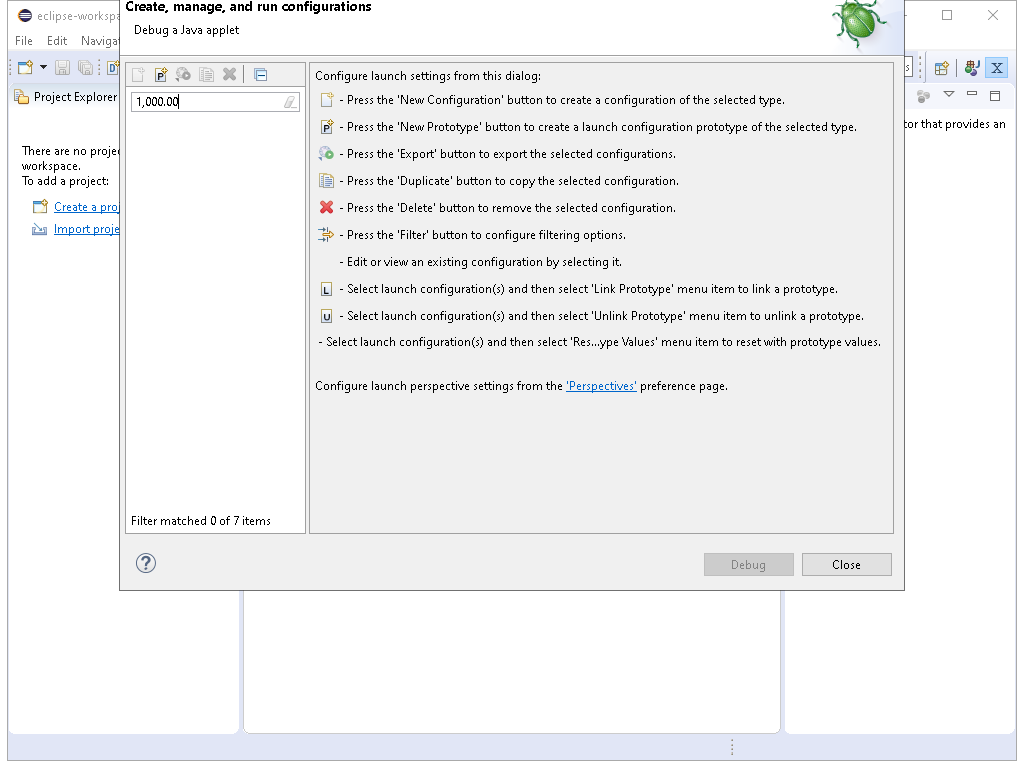 eclipse-workspa
Create, manage, and run configurations
Debug a Java applet
File Edit Navigat
Project Explorer
1,000.00
Configure launch settings from this dialog:
- Press the 'New Configuration' button to create a configuration of the selected type.
- Press the 'New Prototype' button to create a launch configuration prototype of the selected type.
- Press the 'Export' button to export the selected configurations.
- Press the 'Duplicate' button to copy the selected configuration.
- Press the 'Delete' button to remove the selected configuration.
- Press the 'Filter' button to configure filtering options.
- Edit or view an existing configuration by selecting it.
L - Select launch configuration(s) and then select 'Link Prototype' menu item to link a prototype.
U - Select launch configuration(s) and then select 'Unlink Prototype' menu item to unlink a prototype.
- Select launch configuration(s) and then select 'Res...ype Values' menu item to reset with prototype values.
Configure launch perspective settings from the 'Perspectives' preference page.
There are no projec
workspace.
To add a project:
Create a proj
Import proje
tor that provides an
Filter matched 0 of 7 items
Debug
Close